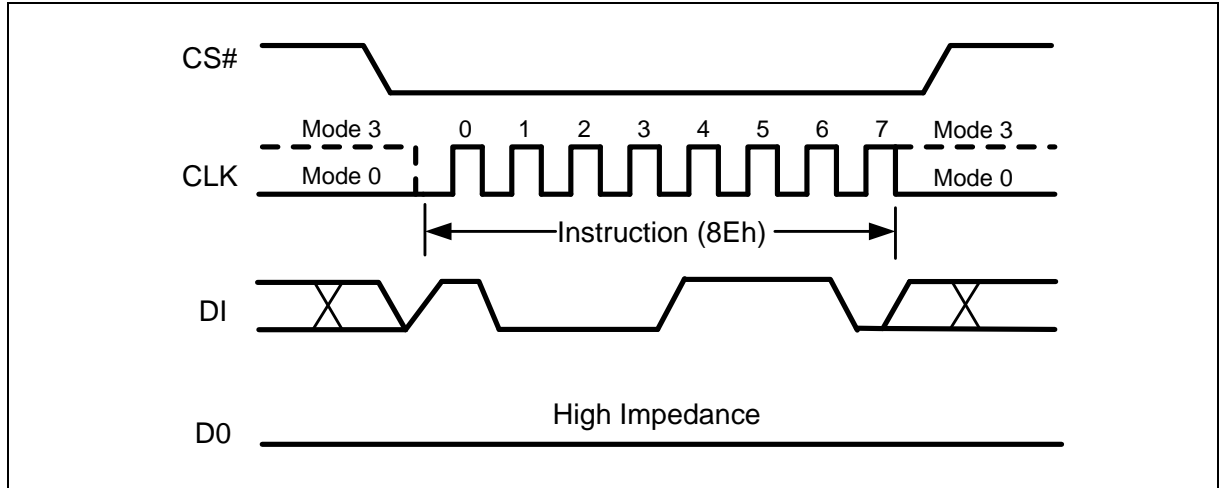 CS#
Mode 3 0 1 2 3 4 5 6 7 Mode 3
CLK
Mode 0 Mode 0
Instruction (8Eh)
DI
High Impedance
D0